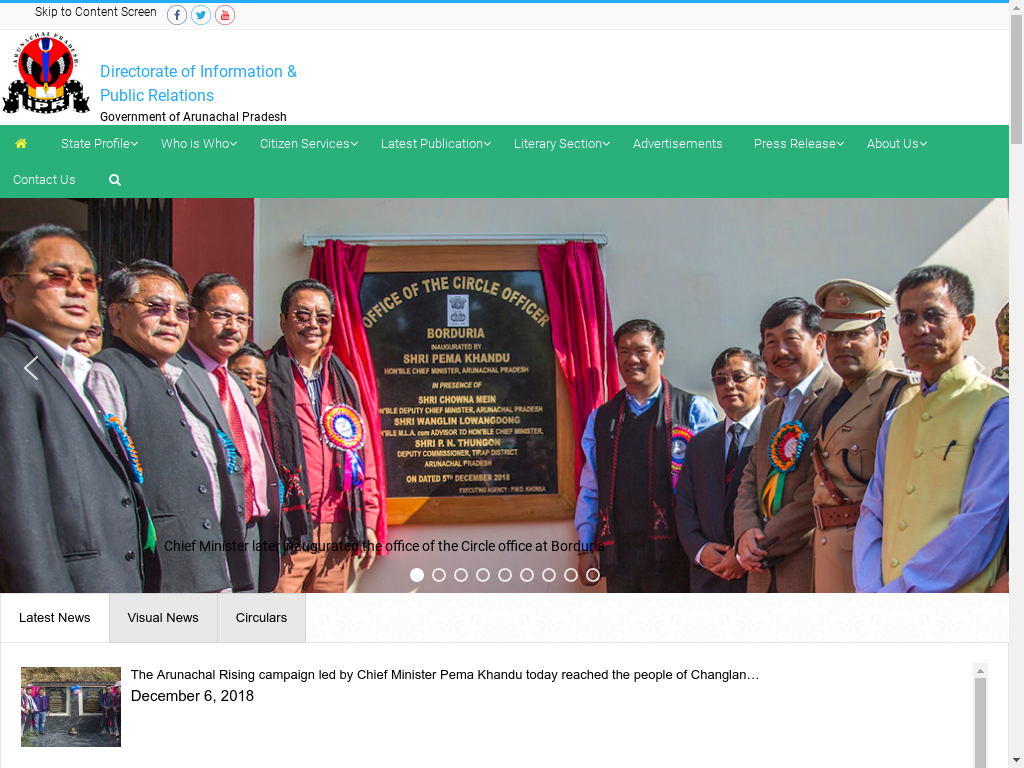 Skip to Content Screen
ARUNACHAL PRADESH
IPR
Directorate of Information &
Public Relations
Government of Arunachal Pradesh
State Profile Who is Who Citizen Services Latest Publication Literary Section Advertisements Press Release About Us
Contact Us
OFFICE OF THE CIRCLE OFFICER
BORDURIA
INAUGURATED BY
SHRI PEMA KHANDU
HON'BLE CHIEF MINISTER, ARUNACHAL PRADESH
IN PRESENCE OF
SHRI CHOWNA MEIN
N'BLE DEPUTY CHIEF MINISTER, ARUNACHAL PRADESH
SHRI WANGLIN LOWANGDONG
N'BLE M.L.A. cum ADVISOR TO HON'BLE CHIEF MINISTER,
SHRI P. N. THUNGON
DEPUTY COMMISSIONER, TIRAP DISTRICT
ARUNACHAL PRADESH
ON DATED 5TH DECEMBER 2018
EXECUTING AGENCY : P.W.D. KHONSA
Chief Minister later inaugurated the office of the Circle office at Borduria
Latest News Visual News Circulars
The Arunachal Rising campaign led by Chief Minister Pema Khandu today reached the people of Changlan…
December 6, 2018